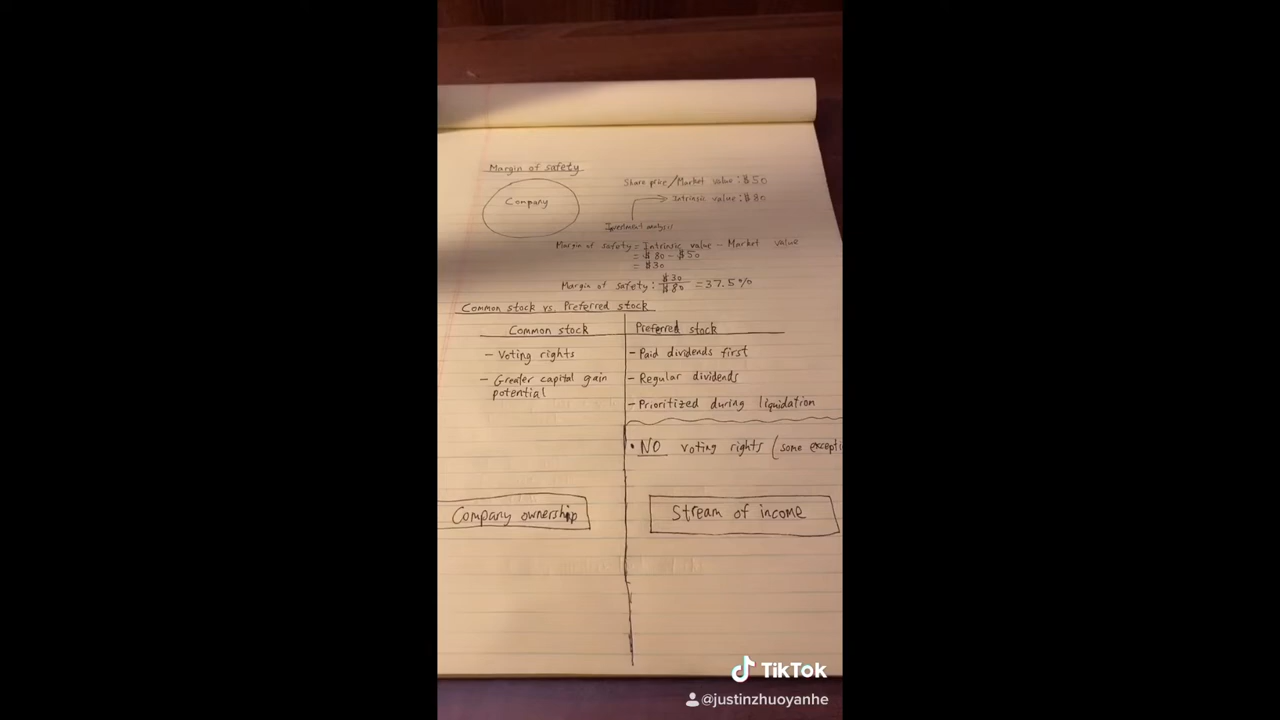 Margin of safety
Company
Share price/Market value: $50
Intrinsic value: $80
Margin of safety = Intrinsic value - Market value
= $80 - $50
= $30
Margin of safety: $30/$80 = 37.5%
Common stock vs. Preferred stock
Common stock
- Voting rights
- Greater capital gain
potential
Company ownership
Preferred stock
- Paid dividends first
- Regular dividends
- Prioritized during liquidation
• NO voting rights (some excepti
Stream of income
TikTok
@justinzhuoyanhe